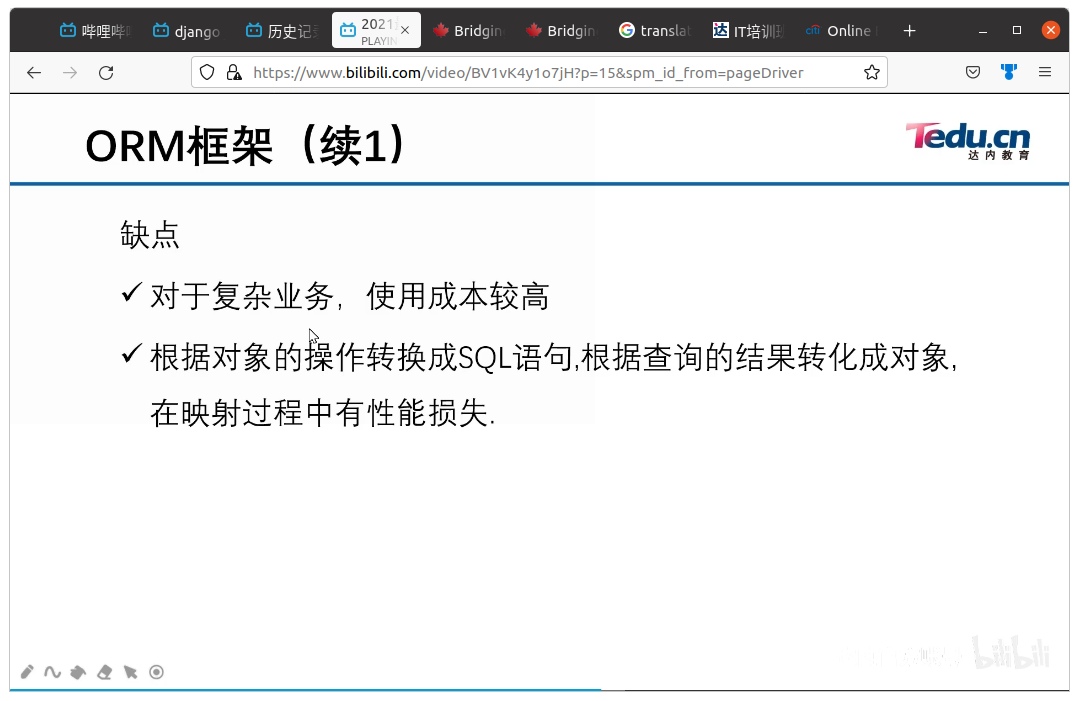 哔哩哔
django
历史记
2021
PLAYIN
Bridgin
Bridgin
translat
IT培训
citi
Online
https://www.bilibili.com/video/BV1vK4y1o7jH?p=15&spm_id_from=pageDriver
ORM框架（续1）
Tedu.cn
达内教育
缺点
✓ 对于复杂业务，使用成本较高
✓ 根据对象的操作转换成SQL语句,根据查询的结果转化成对象,
在映射过程中有性能损失.
bilibili